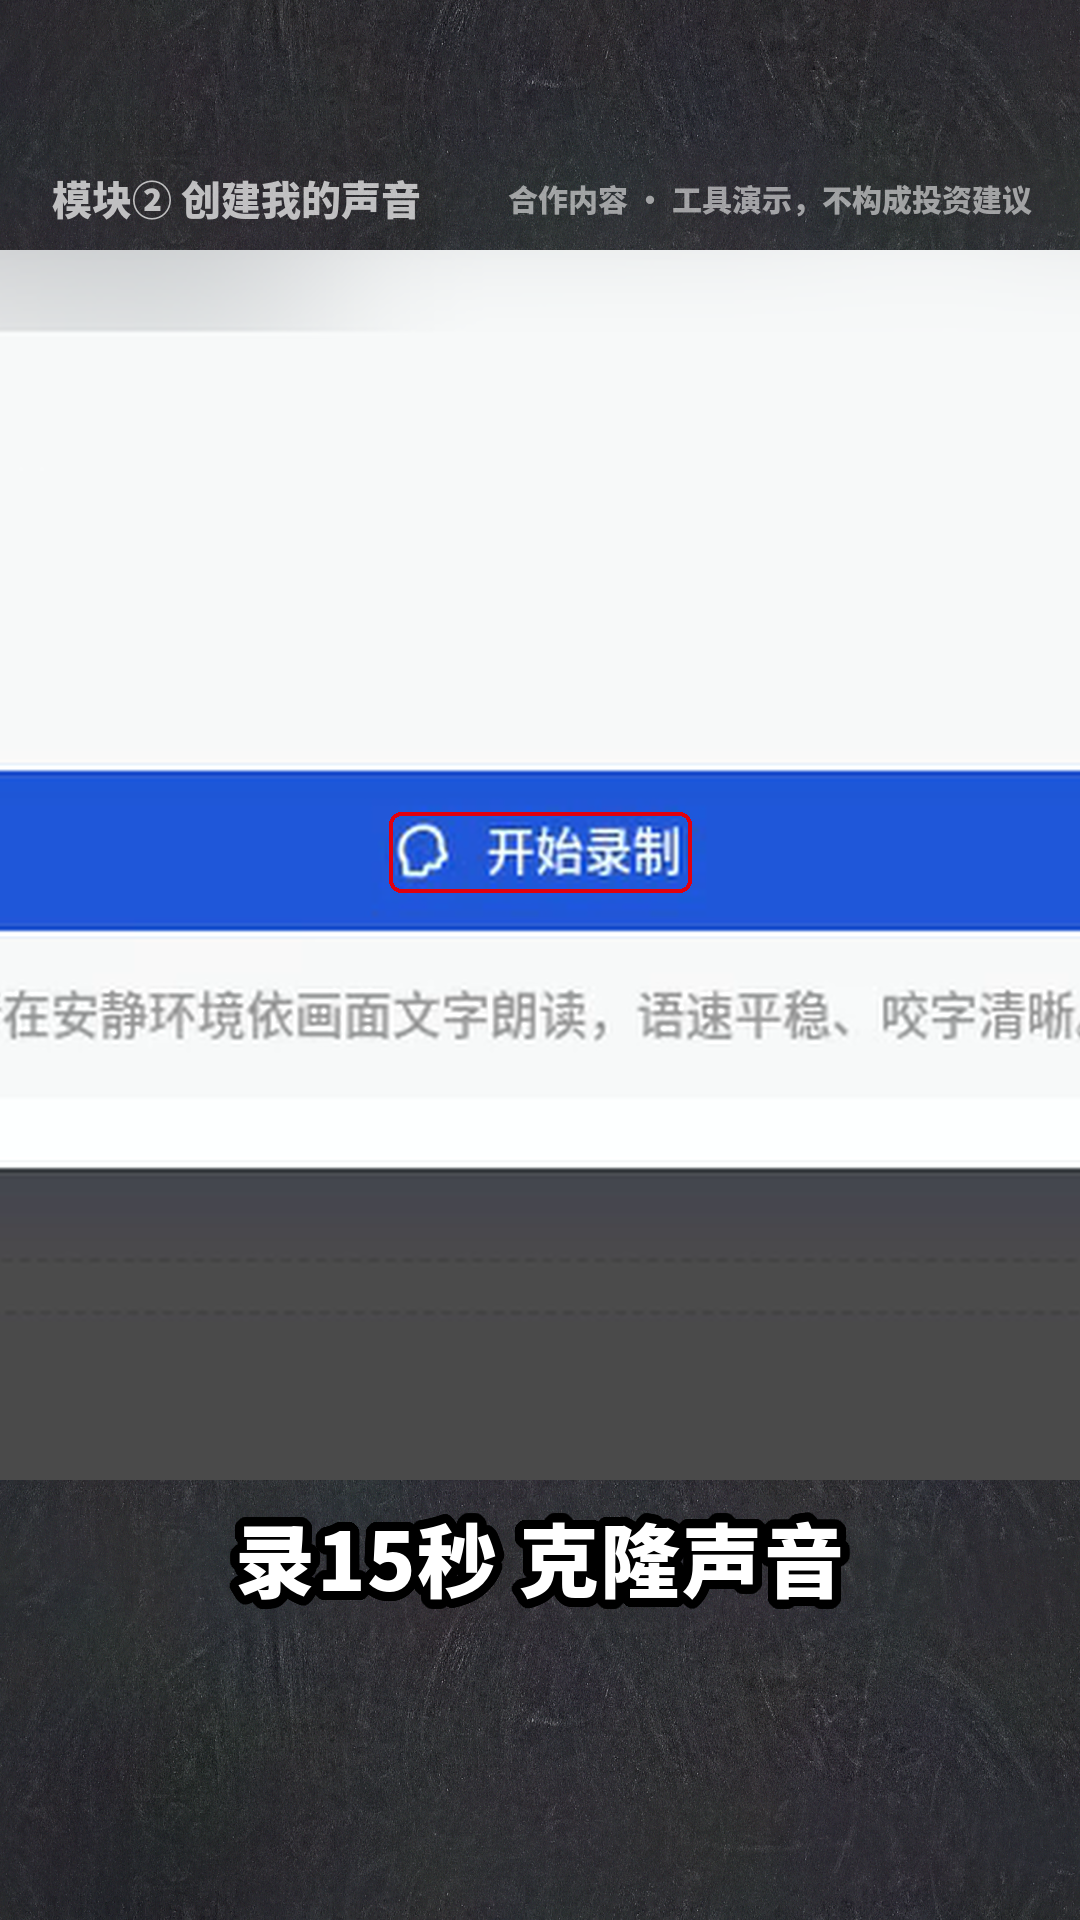 模块② 创建我的声音
合作内容 · 工具演示，不构成投资建议
开始录制
在安静环境依画面文字朗读，语速平稳、咬字清晰
录15秒 克隆声音